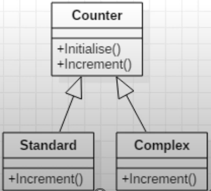 Counter
+Initialise()
+Increment()
Standard
Complex
+Increment()
+Increment()